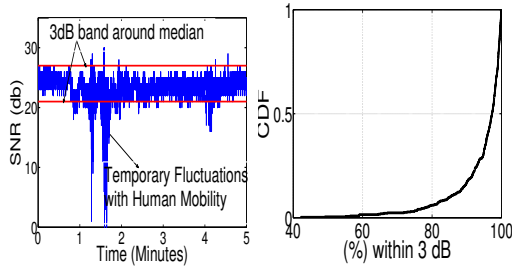 3dB band around median
30
20
10
0
SNR (db)
Temporary Fluctuations
with Human Mobility
0 1 2 3 4 5
Time (Minutes)
1
0.5
0
CDF
40 60 80 100
(%) within 3 dB